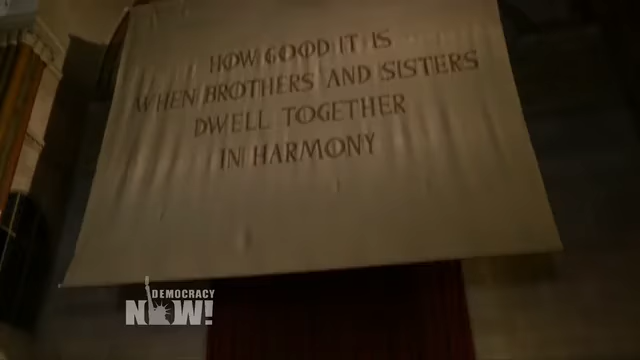 HOW GOOD IT IS
WHEN BROTHERS AND SISTERS
DWELL TOGETHER
IN HARMONY
DEMOCRACY
NOW!